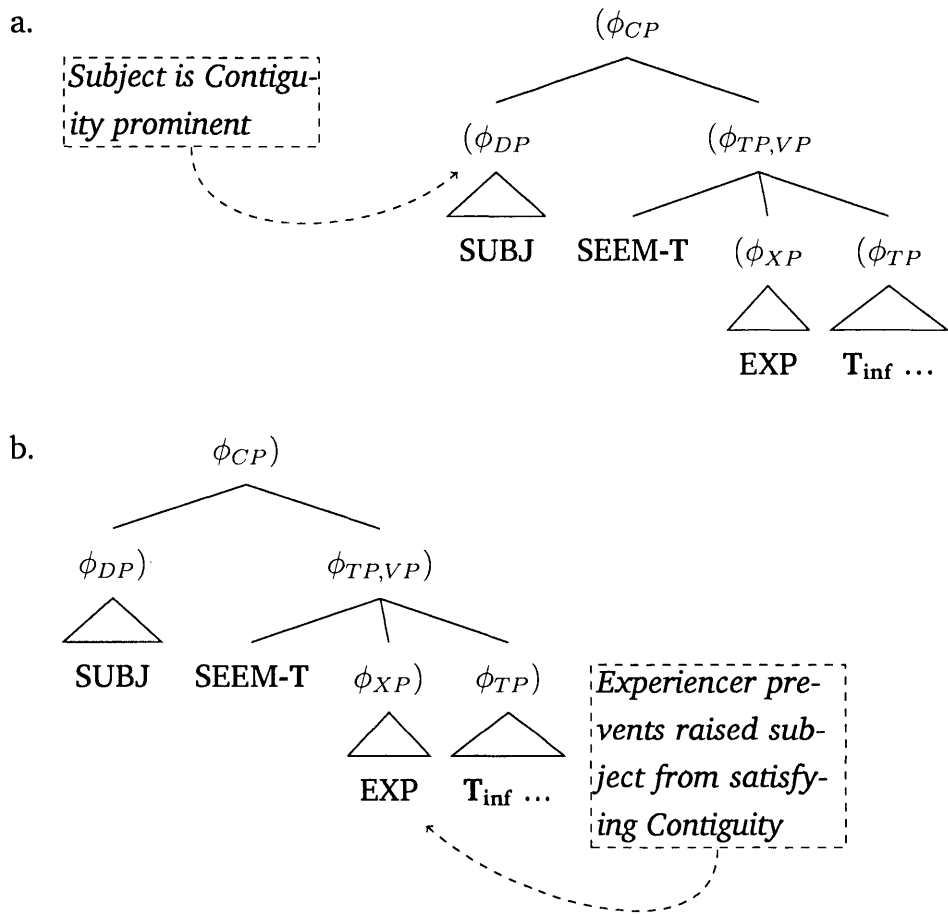 a.
(ϕCP
Subject is Contigu-
ity prominent
(ϕDP (ϕTP,VP
SUBJ SEEM-T (ϕXP (ϕTP
EXP Tinf ...
b.
ϕCP)
ϕDP) ϕTP,VP)
SUBJ SEEM-T ϕXP) ϕTP)
EXP Tinf ...
Experiencer pre-
vents raised sub-
ject from satisfy-
ing Contiguity